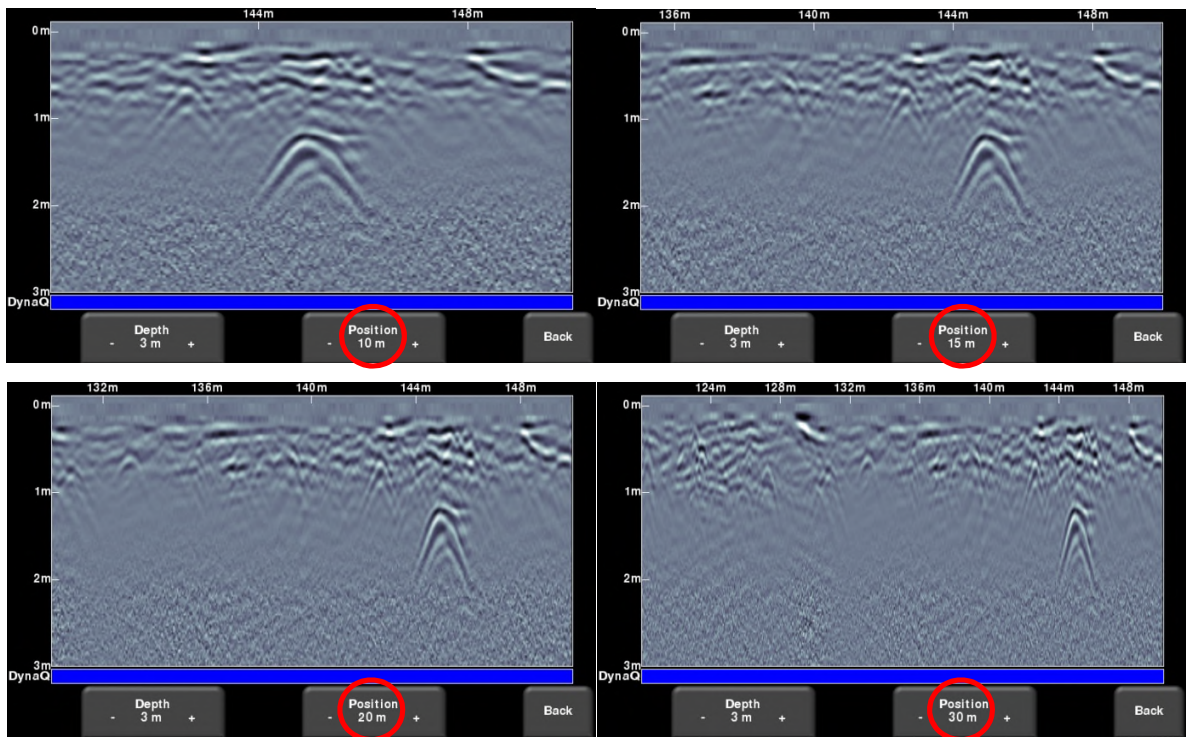 144m 148m
0m
1m
2m
3m
DynaQ
Depth Position
- 3 m + - 10 m + Back
136m 140m 144m 148m
0m
1m
2m
3m
DynaQ
Depth Position
- 3 m + - 15 m + Back
132m 136m 140m 144m 148m
0m
1m
2m
3m
DynaQ
Depth Position
- 3 m + - 20 m + Back
124m 128m 132m 136m 140m 144m 148m
0m
1m
2m
3m
DynaQ
Depth Position
- 3 m + - 30 m + Back